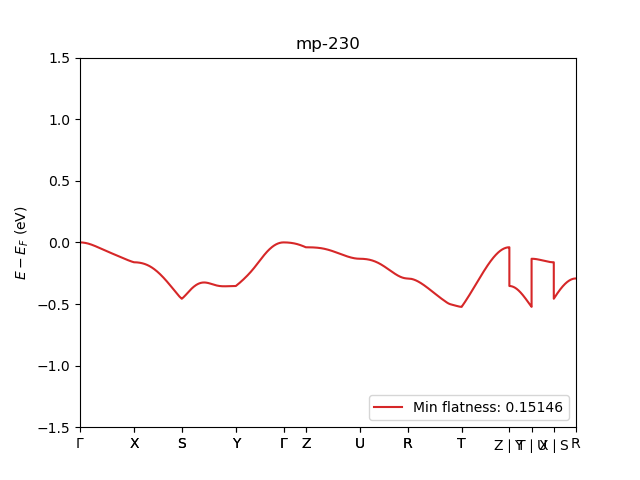 mp-230
E − E_F (eV)
1.5
1.0
0.5
0.0
−0.5
−1.0
−1.5
Min flatness: 0.15146
Γ X S Y Γ Z U R T Z | Y T | U X | S R